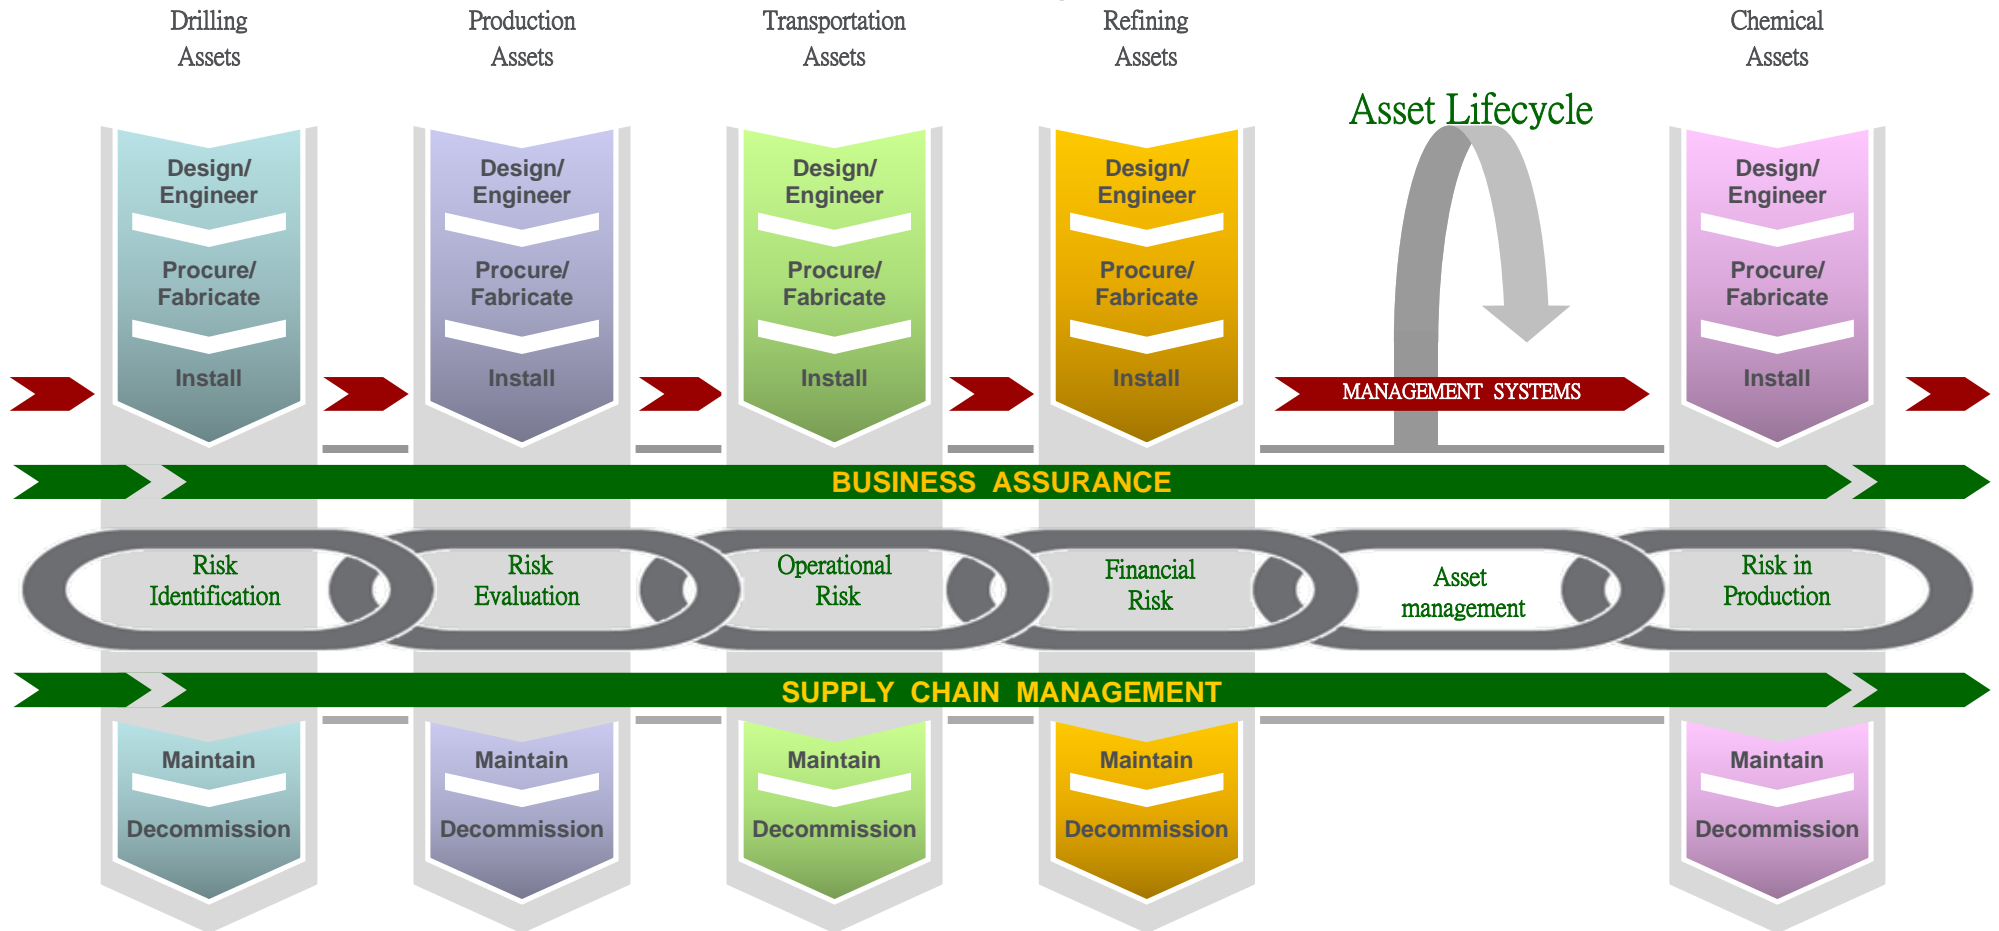 Drilling
Assets
Production
Assets
Transportation
Assets
Refining
Assets
Chemical
Assets
Asset Lifecycle
Design/
Engineer
Procure/
Fabricate
Install
Design/
Engineer
Procure/
Fabricate
Install
Design/
Engineer
Procure/
Fabricate
Install
Design/
Engineer
Procure/
Fabricate
Install
MANAGEMENT SYSTEMS
Design/
Engineer
Procure/
Fabricate
Install
BUSINESS ASSURANCE
Risk
Identification
Risk
Evaluation
Operational
Risk
Financial
Risk
Asset
management
Risk in
Production
SUPPLY CHAIN MANAGEMENT
Maintain
Decommission
Maintain
Decommission
Maintain
Decommission
Maintain
Decommission
Maintain
Decommission